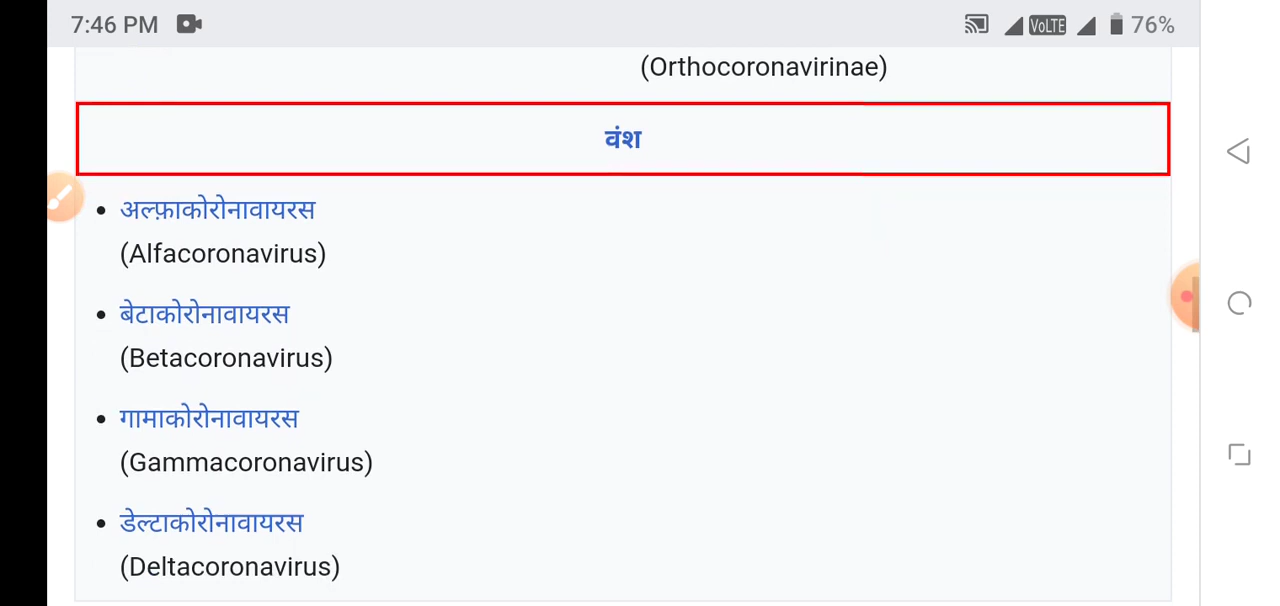 7:46 PM VoLTE 76%
(Orthocoronavirinae)
वंश
• अल्फ़ाकोरोनावायरस
(Alfacoronavirus)
• बेटाकोरोनावायरस
(Betacoronavirus)
• गामाकोरोनावायरस
(Gammacoronavirus)
• डेल्टाकोरोनावायरस
(Deltacoronavirus)